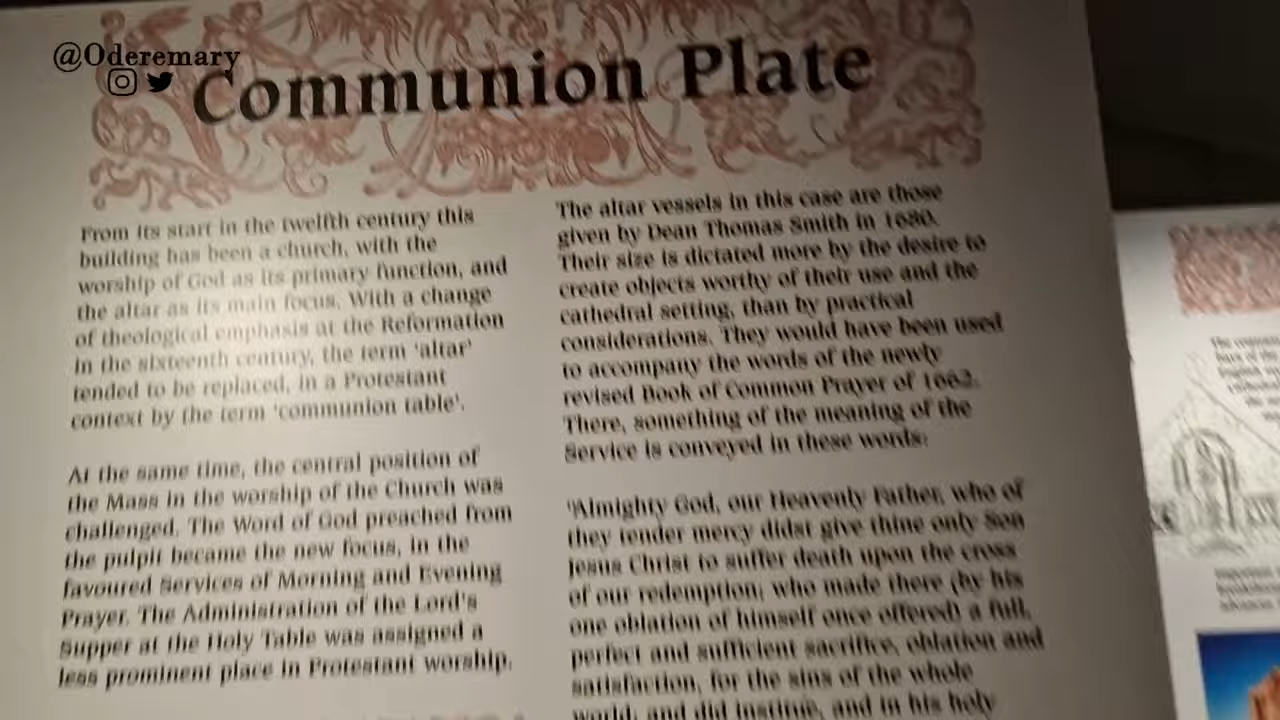 @Oderemary
Communion Plate
From its start in the twelfth century this
building has been a church, with the
worship of God as its primary function, and
the altar as its main focus. With a change
of theological emphasis at the Reformation
in the sixteenth century, the term 'altar'
tended to be replaced, in a Protestant
context by the term 'communion table'.
At the same time, the central position of
the Mass in the worship of the Church was
challenged. The Word of God preached from
the pulpit became the new focus, in the
favoured Services of Morning and Evening
Prayer. The Administration of the Lord's
Supper at the Holy Table was assigned a
less prominent place in Protestant worship.
The altar vessels in this case are those
given by Dean Thomas Smith in 1680.
Their size is dictated more by the desire to
create objects worthy of their use and the
cathedral setting, than by practical
considerations. They would have been used
to accompany the words of the newly
revised Book of Common Prayer of 1662.
There, something of the meaning of the
Service is conveyed in these words:
'Almighty God, our Heavenly Father, who of
they tender mercy didst give thine only Son
Jesus Christ to suffer death upon the cross
of our redemption; who made there (by his
one oblation of himself once offered) a full,
perfect and sufficient sacrifice, oblation and
satisfaction, for the sins of the whole
world; and did institue, and in his holy